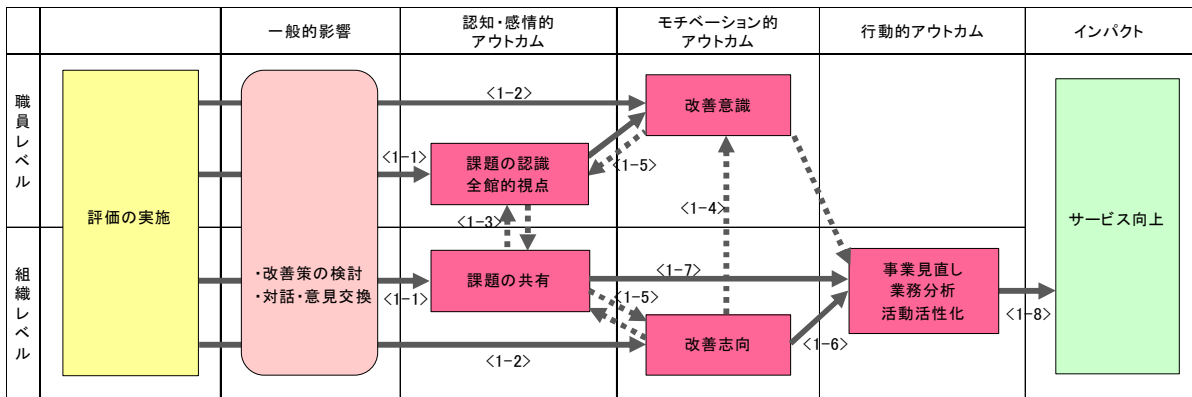 一般的影響
認知・感情的
アウトカム
モチベーション的
アウトカム
行動的アウトカム
インパクト
職員レベル
評価の実施
<1-2>
改善意識
<1-1>
課題の認識
全館的視点
<1-5>
<1-3>
<1-4>
サービス向上
組織レベル
・改善策の検討
・対話・意見交換
<1-1>
課題の共有
<1-7>
<1-5>
事業見直し
業務分析
活動活性化
<1-8>
<1-2>
改善志向
<1-6>